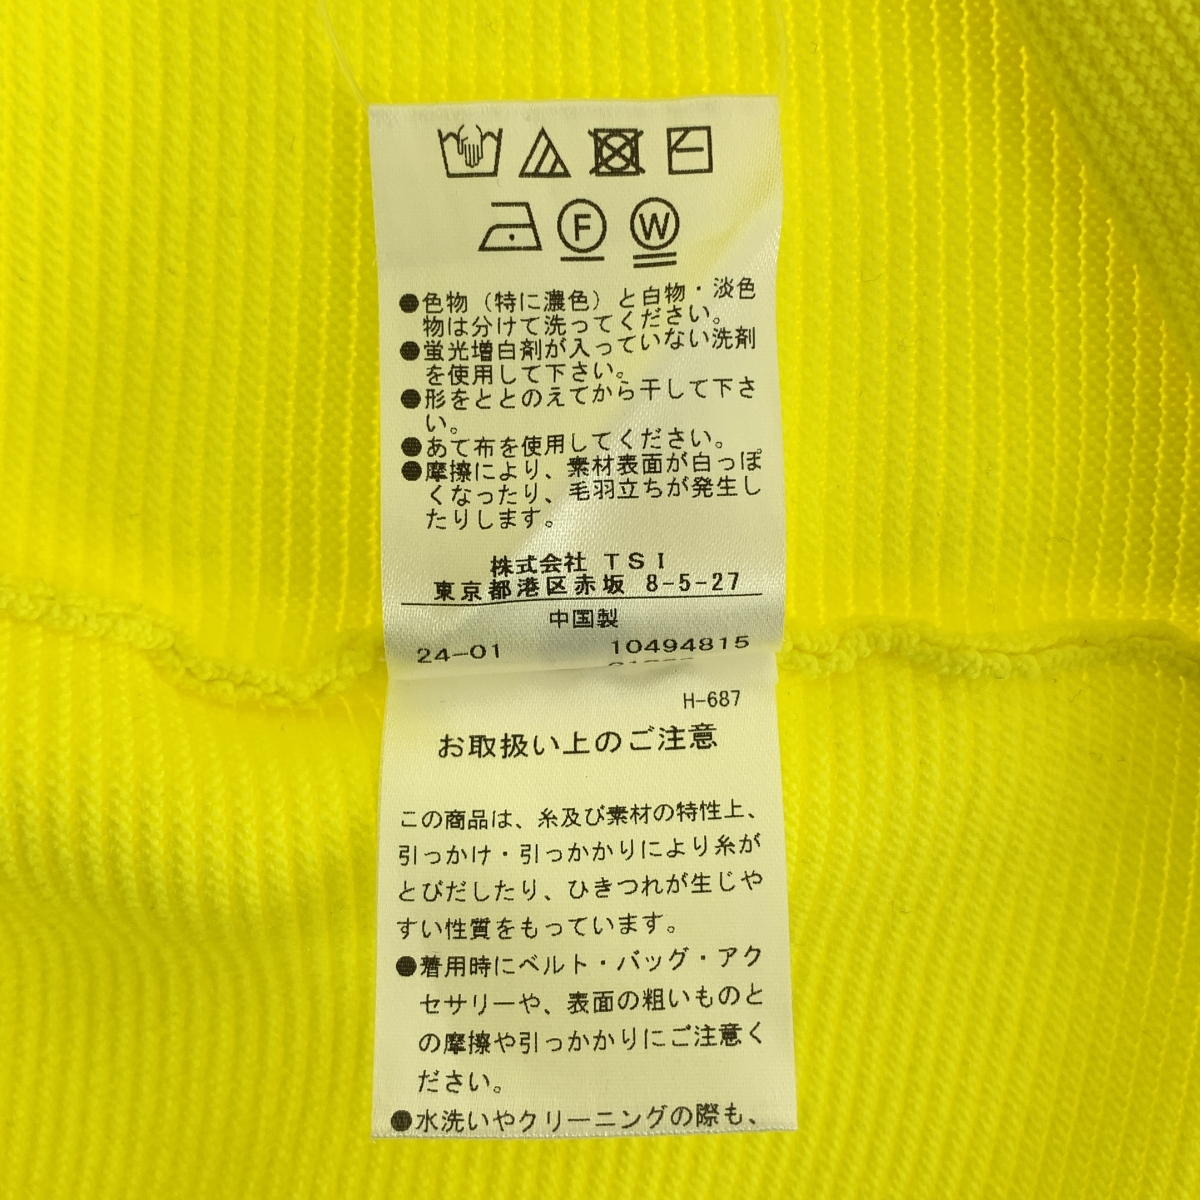 F W
●色物（特に濃色）と白物・淡色
物は分けて洗ってください。
●蛍光増白剤が入っていない洗剤
を使用して下さい。
●形をととのえてから干して下さ
い。
●あて布を使用してください。
●摩擦により、素材表面が白っぽ
くなったり、毛羽立ちが発生し
たりします。
株式会社 TSI
東京都港区赤坂 8-5-27
中国製
24-01 10494815
H-687
お取扱い上のご注意
この商品は、糸及び素材の特性上、
引っかけ・引っかかりにより糸が
とびだしたり、ひきつれが生じや
すい性質をもっています。
●着用時にベルト・バッグ・アク
セサリーや、表面の粗いものと
の摩擦や引っかかりにご注意く
ださい。
●水洗いやクリーニングの際も、